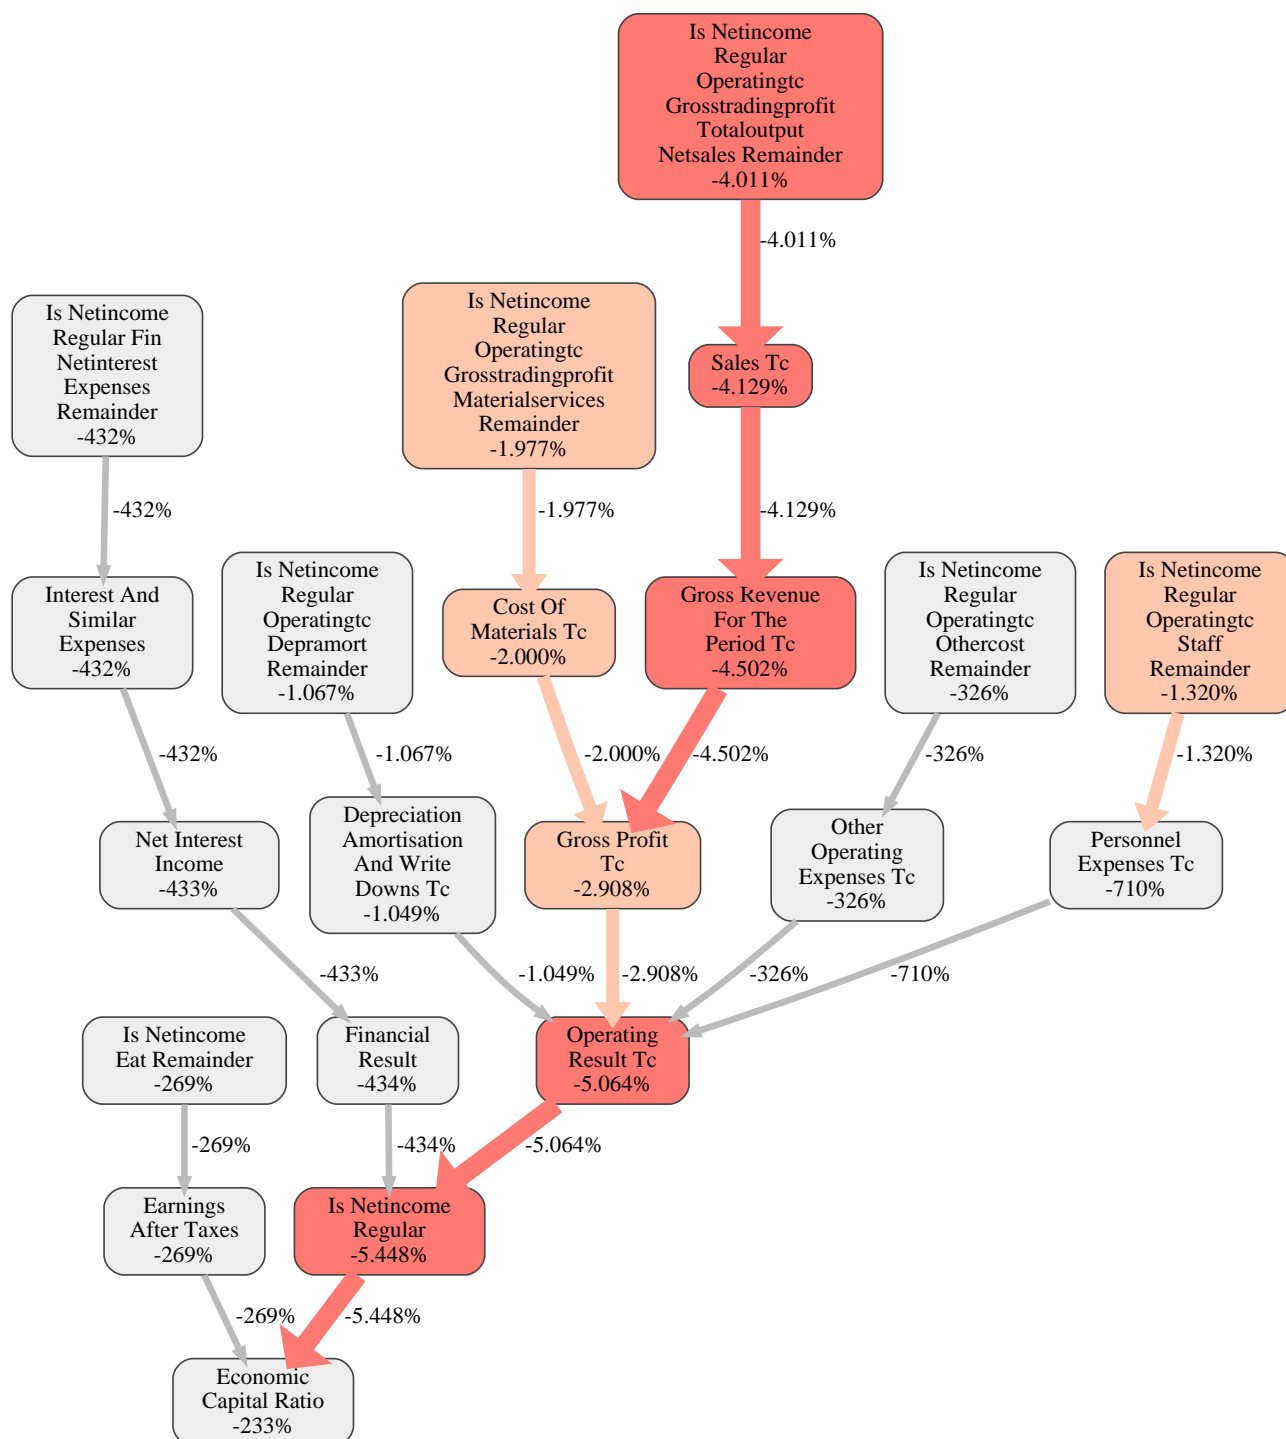 Is Netincome
Regular
Operatingtc
Grosstradingprofit
Totaloutput
Netsales Remainder
-4.011%
-4.011%
Is Netincome
Regular Fin
Netinterest
Expenses
Remainder
-432%
Is Netincome
Regular
Operatingtc
Grosstradingprofit
Materialservices
Remainder
-1.977%
Sales Tc
-4.129%
-432%
-1.977%
-4.129%
Interest And
Similar
Expenses
-432%
Is Netincome
Regular
Operatingtc
Depramort
Remainder
-1.067%
Cost Of
Materials Tc
-2.000%
Gross Revenue
For The
Period Tc
-4.502%
Is Netincome
Regular
Operatingtc
Othercost
Remainder
-326%
Is Netincome
Regular
Operatingtc
Staff
Remainder
-1.320%
-432%
-1.067%
-2.000%
-4.502%
-326%
-1.320%
Net Interest
Income
-433%
Depreciation
Amortisation
And Write
Downs Tc
-1.049%
Gross Profit
Tc
-2.908%
Other
Operating
Expenses Tc
-326%
Personnel
Expenses Tc
-710%
-433%
-1.049%
-2.908%
-326%
-710%
Is Netincome
Eat Remainder
-269%
Financial
Result
-434%
Operating
Result Tc
-5.064%
-269%
-434%
-5.064%
Earnings
After Taxes
-269%
Is Netincome
Regular
-5.448%
-269%
-5.448%
Economic
Capital Ratio
-233%